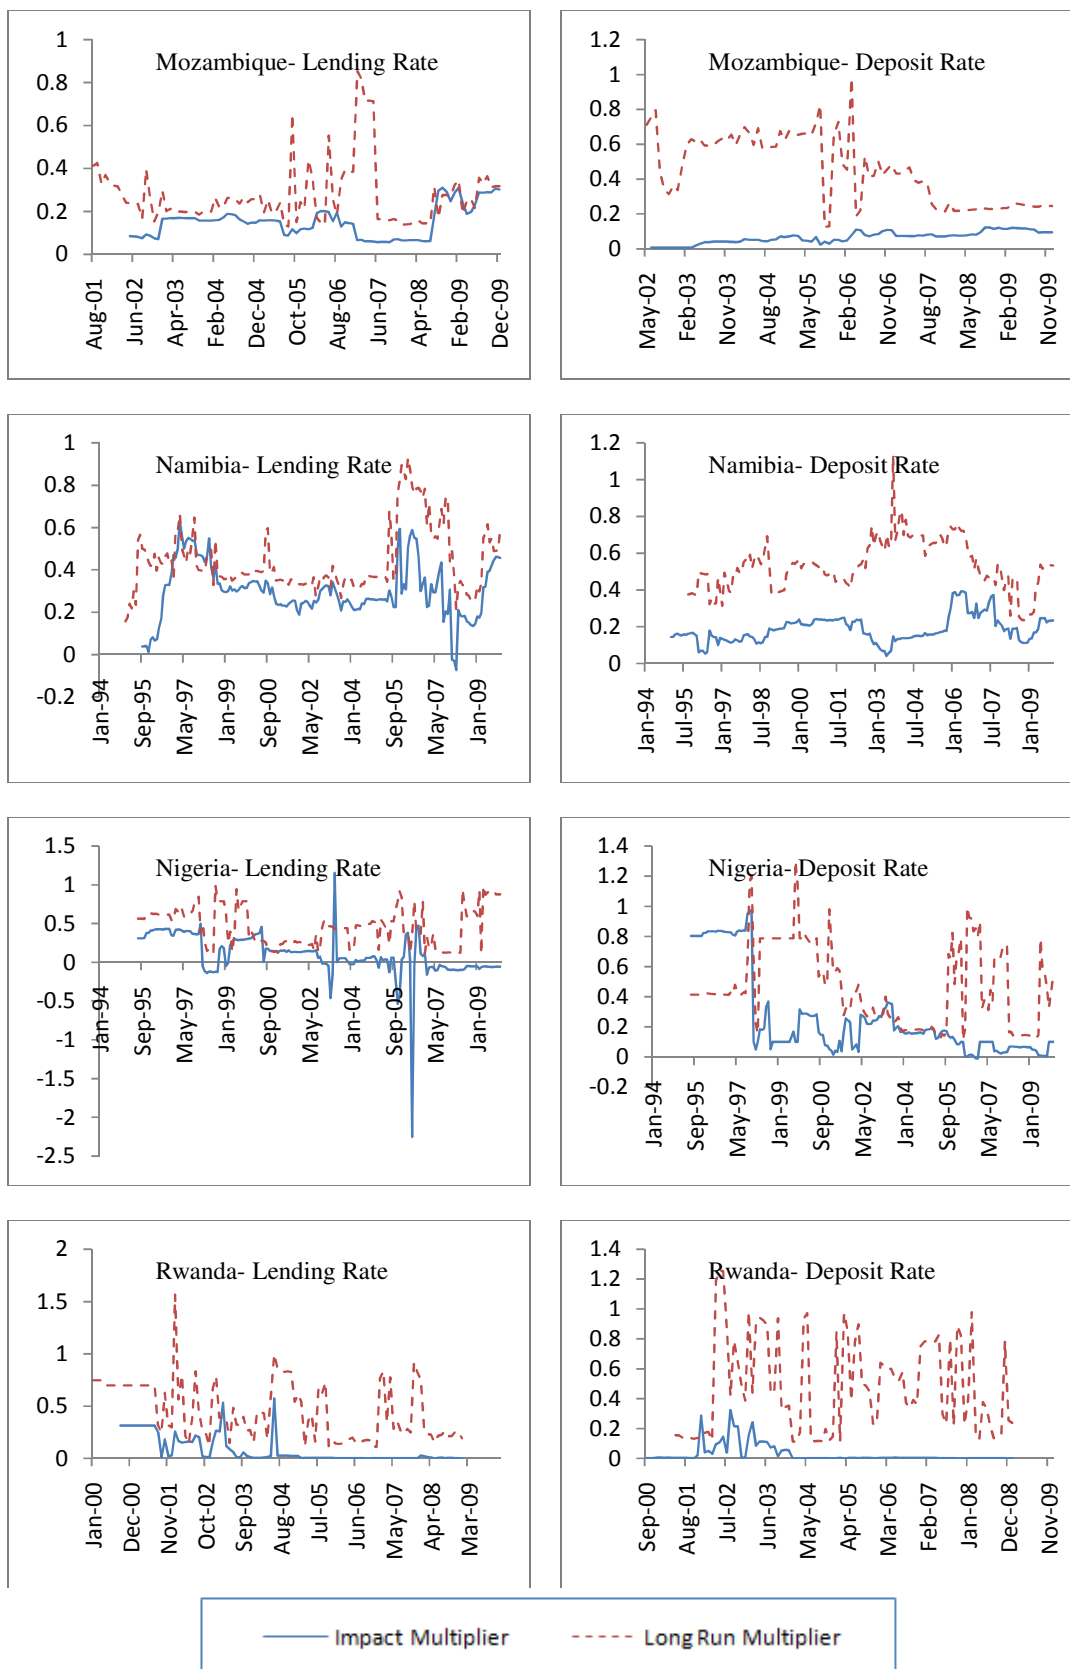 Mozambique- Lending Rate
1
0.8
0.6
0.4
0.2
0
Aug-01
Jun-02
Apr-03
Feb-04
Dec-04
Oct-05
Aug-06
Jun-07
Apr-08
Feb-09
Dec-09
Mozambique- Deposit Rate
1.2
1
0.8
0.6
0.4
0.2
0
May-02
Feb-03
Nov-03
Aug-04
May-05
Feb-06
Nov-06
Aug-07
May-08
Feb-09
Nov-09
Namibia- Lending Rate
1
0.8
0.6
0.4
0.2
0
-0.2
Jan-94
Sep-95
May-97
Jan-99
Sep-00
May-02
Jan-04
Sep-05
May-07
Jan-09
Namibia- Deposit Rate
1.2
1
0.8
0.6
0.4
0.2
0
Jan-94
Jul-95
Jan-97
Jul-98
Jan-00
Jul-01
Jan-03
Jul-04
Jan-06
Jul-07
Jan-09
Nigeria- Lending Rate
1.5
1
0.5
0
-0.5
-1
-1.5
-2
-2.5
Jan-94
Sep-95
May-97
Jan-99
Sep-00
May-02
Jan-04
Sep-05
May-07
Jan-09
Nigeria- Deposit Rate
1.4
1.2
1
0.8
0.6
0.4
0.2
0
-0.2
Jan-94
Sep-95
May-97
Jan-99
Sep-00
May-02
Jan-04
Sep-05
May-07
Jan-09
Rwanda- Lending Rate
2
1.5
1
0.5
0
Jan-00
Dec-00
Nov-01
Oct-02
Sep-03
Aug-04
Jul-05
Jun-06
May-07
Apr-08
Mar-09
Rwanda- Deposit Rate
1.4
1.2
1
0.8
0.6
0.4
0.2
0
Sep-00
Aug-01
Jul-02
Jun-03
May-04
Apr-05
Mar-06
Feb-07
Jan-08
Dec-08
Nov-09
Impact Multiplier
Long Run Multiplier